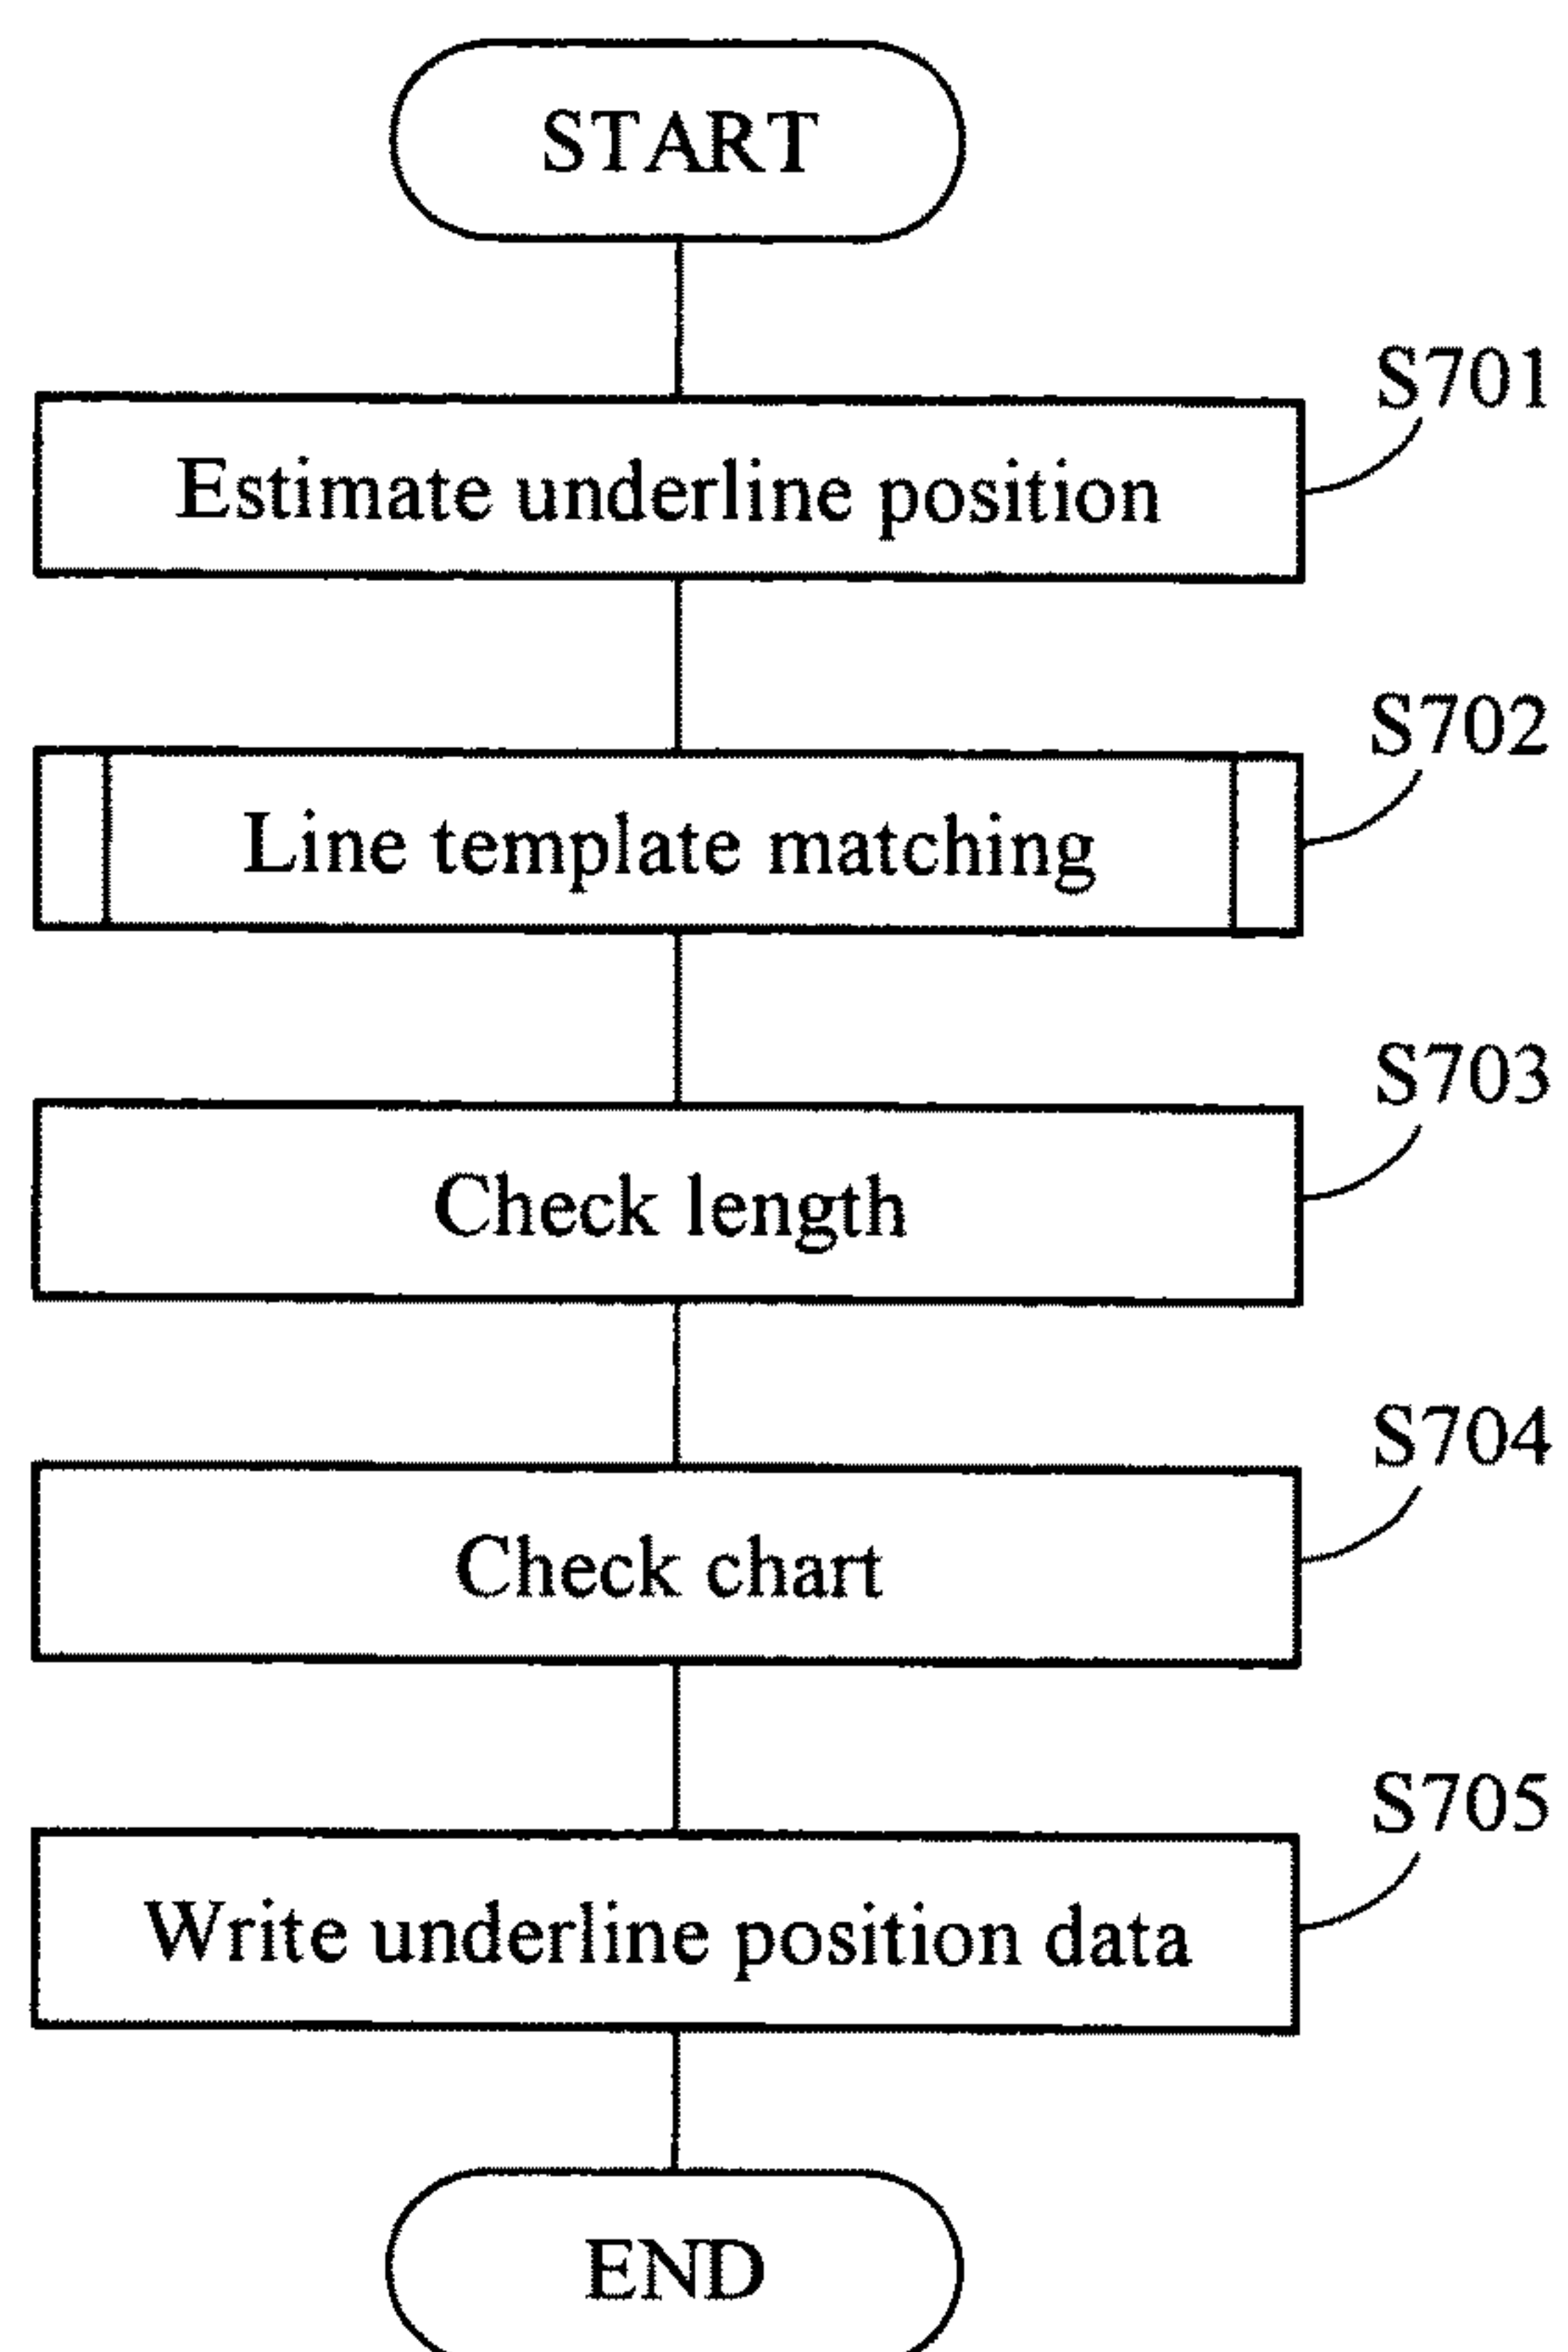 START
S701
Estimate underline position
S702
Line template matching
S703
Check length
S704
Check chart
S705
Write underline position data
END